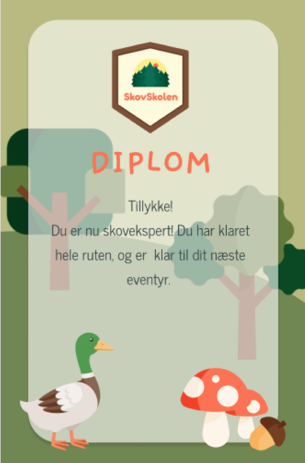 SkovSkolen
DIPLOM
Tillykke!
Du er nu skovekspert! Du har klaret
hele ruten, og er klar til dit næste
eventyr.